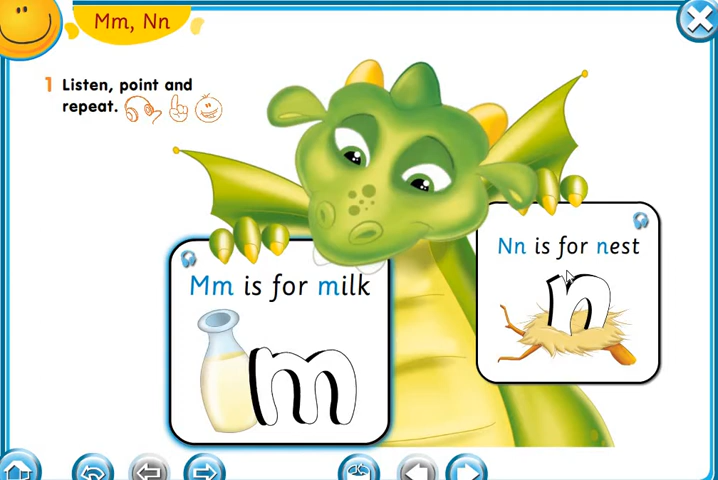 Mm, Nn
1 Listen, point and
repeat.
Mm is for milk
m
Nn is for nest
n